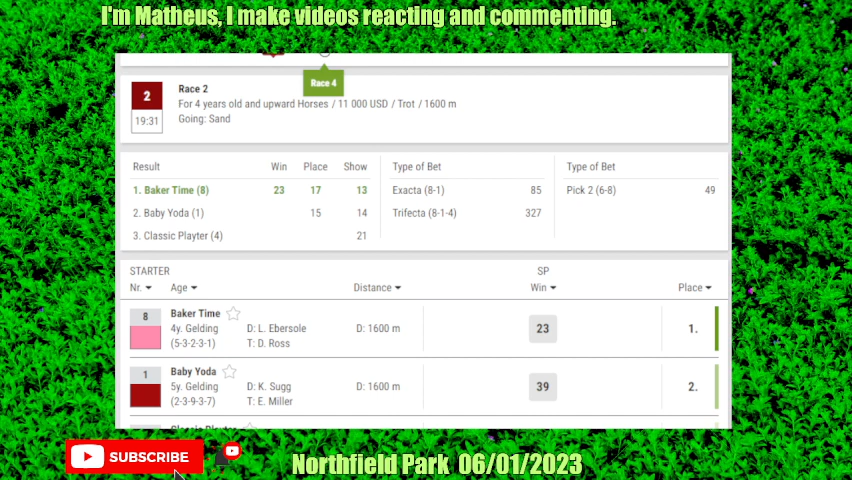 I'm Matheus, I make videos reacting and commenting.
Race 4
2
19:31
Race 2
For 4 years old and upward Horses / 11 000 USD / Trot / 1600 m
Going: Sand
Result Win Place Show Type of Bet Type of Bet
1. Baker Time (8) 23 17 13 Exacta (8-1) 85 Pick 2 (6-8) 49
2. Baby Yoda (1) 15 14 Trifecta (8-1-4) 327
3. Classic Playter (4) 21
STARTER SP
Nr. Age Distance Win Place
8 Baker Time
4y. Gelding D: L. Ebersole D: 1600 m 23 1.
(5-3-2-3-1) T: D. Ross
1 Baby Yoda
5y. Gelding D: K. Sugg D: 1600 m 39 2.
(2-3-9-3-7) T: E. Miller
SUBSCRIBE
Northfield Park 06/01/2023